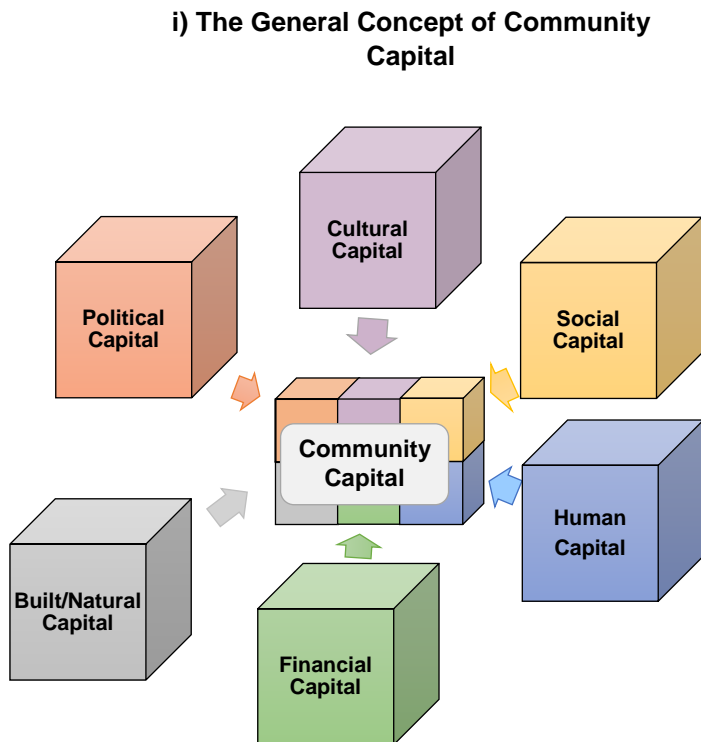 i) The General Concept of Community
Capital
Cultural
Capital
Political
Capital
Social
Capital
Community
Capital
Human
Capital
Built/Natural
Capital
Financial
Capital